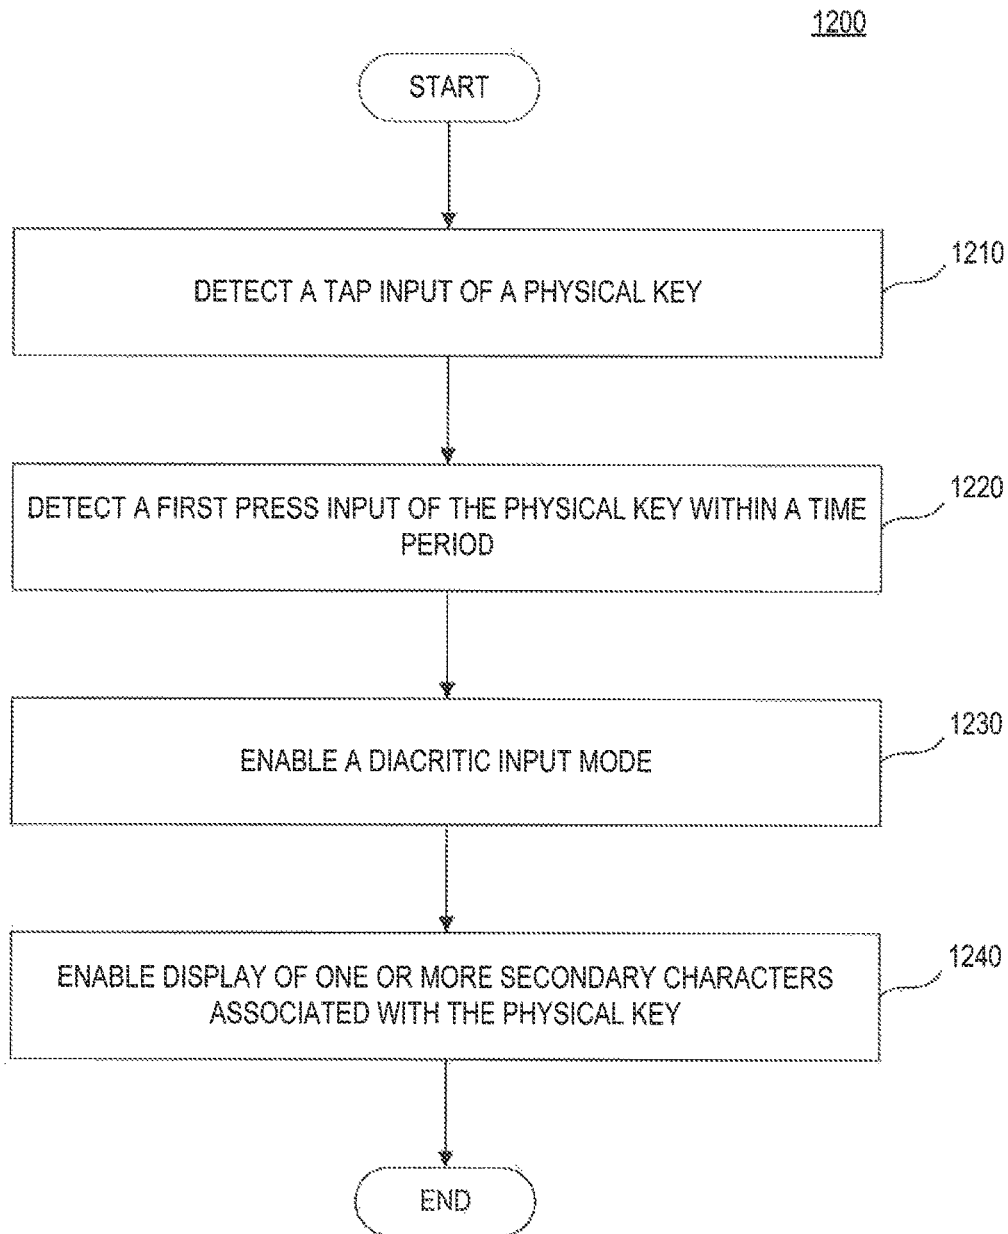 1200
START
DETECT A TAP INPUT OF A PHYSICAL KEY
1210
DETECT A FIRST PRESS INPUT OF THE PHYSICAL KEY WITHIN A TIME
PERIOD
1220
ENABLE A DIACRITIC INPUT MODE
1230
ENABLE DISPLAY OF ONE OR MORE SECONDARY CHARACTERS
ASSOCIATED WITH THE PHYSICAL KEY
1240
END